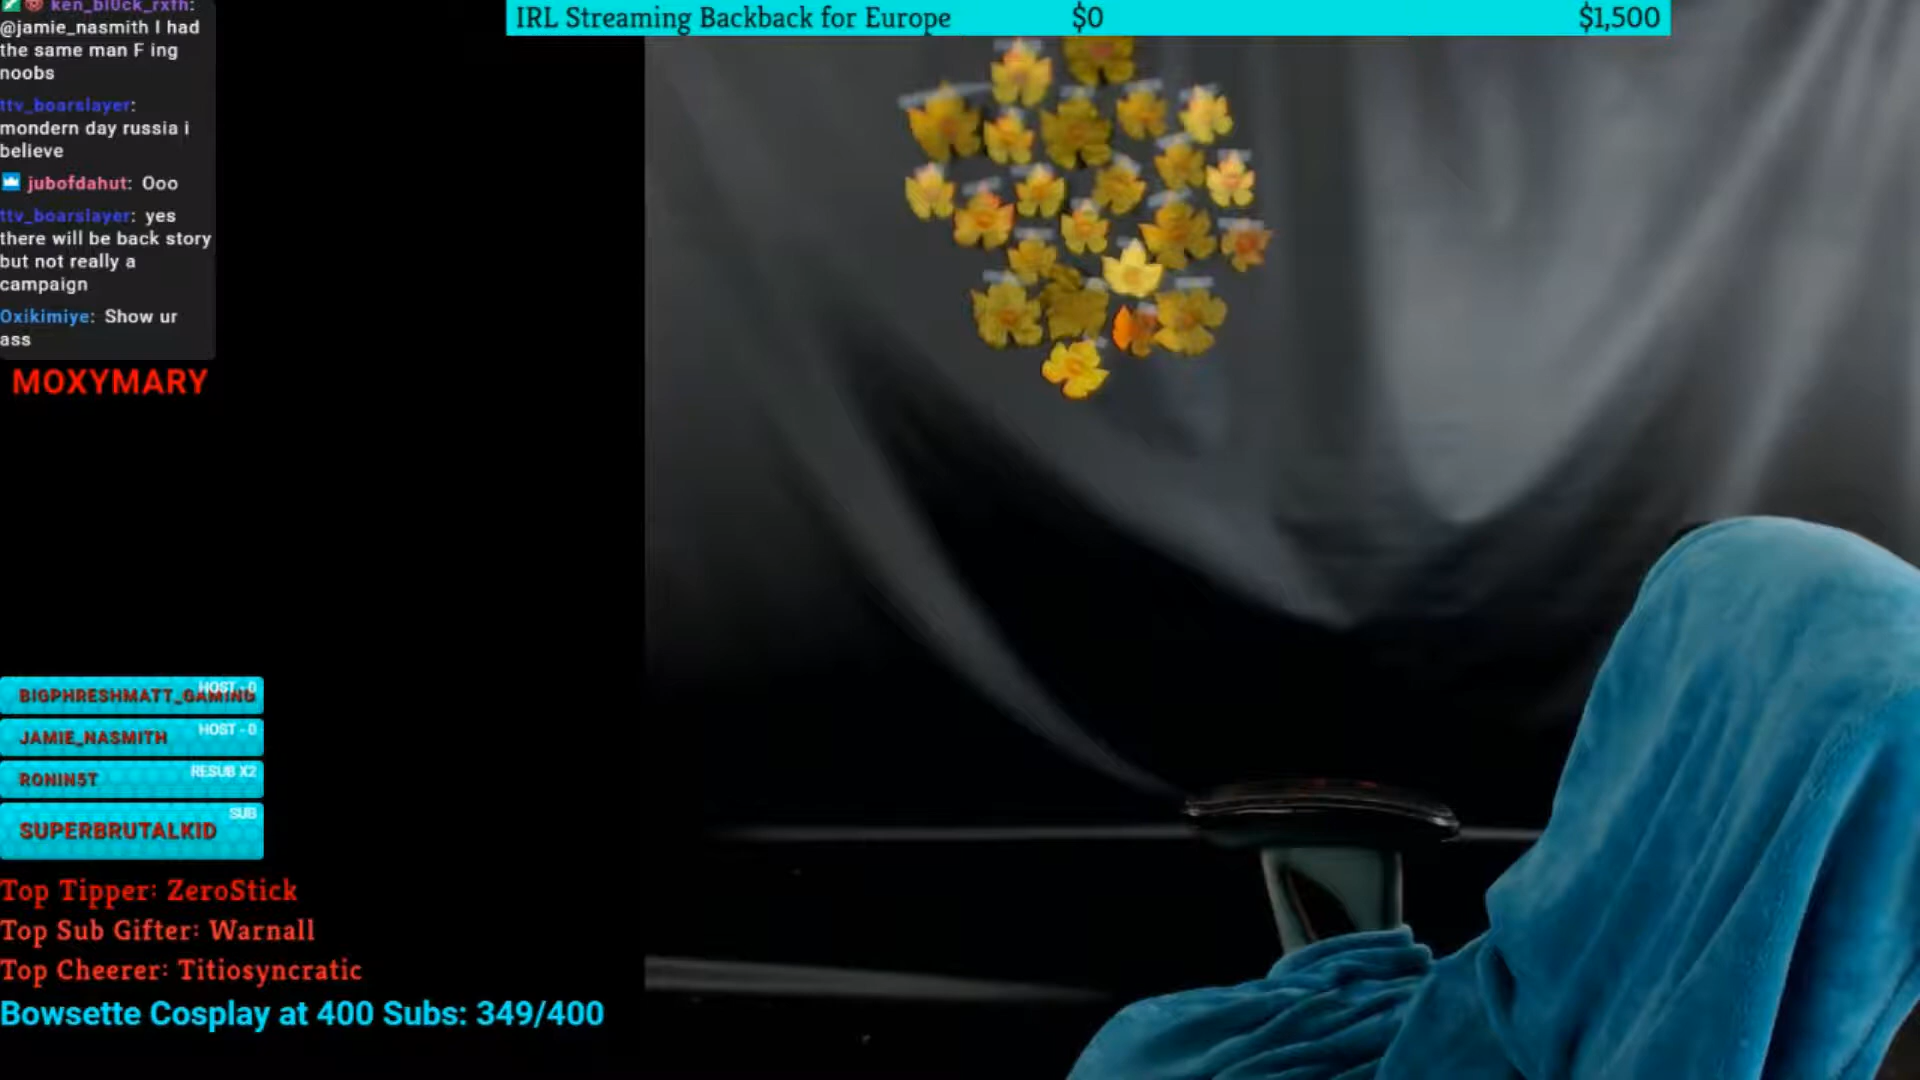 ken_bl0ck_rxfh:
@jamie_nasmith I had
the same man F ing
noobs
ttv_boarslayer:
mondern day russia i
believe
jubofdahut: Ooo
ttv_boarslayer: yes
there will be back story
but not really a
campaign
Oxikimiye: Show ur
ass
MOXYMARY
IRL Streaming Backback for Europe $0 $1,500
BIGPHRESHMATT_GAMING HOST - 0
JAMIE_NASMITH HOST - 0
RONIN5T RESUB X2
SUPERBRUTALKID SUB
Top Tipper: ZeroStick
Top Sub Gifter: Warnall
Top Cheerer: Titiosyncratic
Bowsette Cosplay at 400 Subs: 349/400